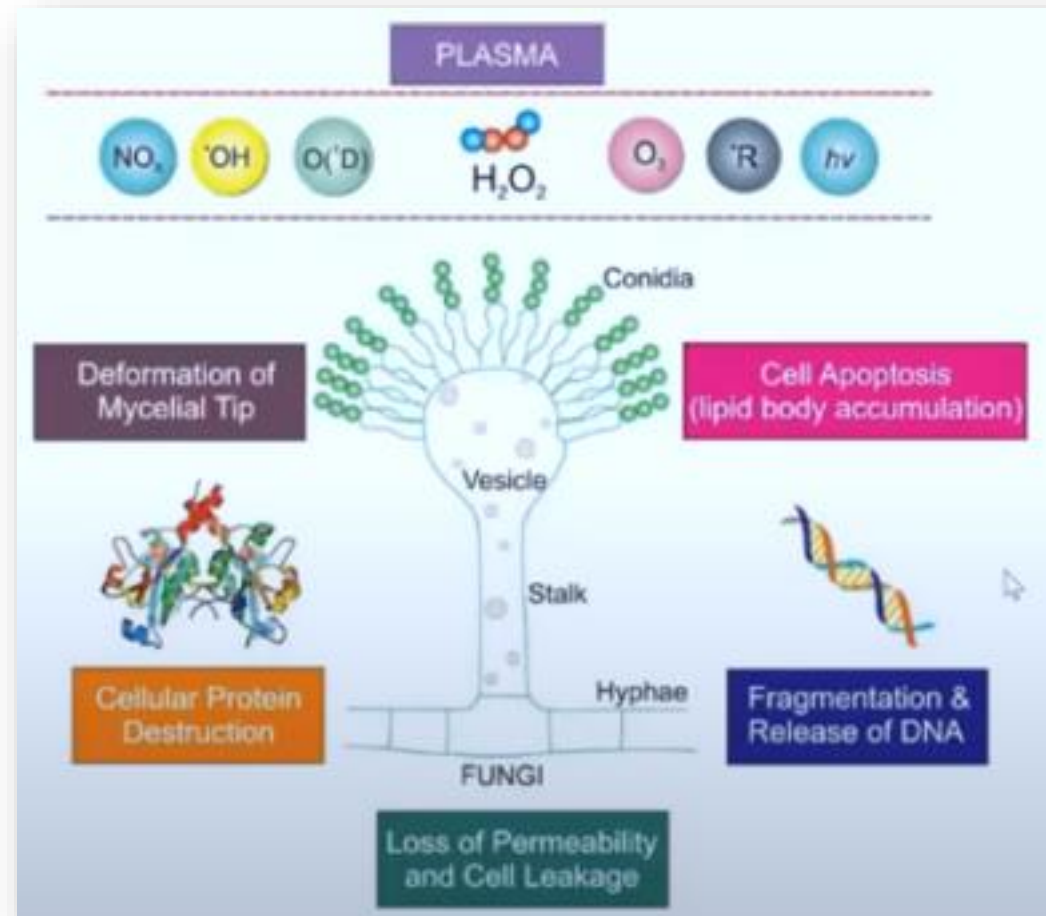 PLASMA
NOₓ
•OH
O(¹D)
H₂O₂
O₃
•R
hv
Conidia
Deformation of
Mycelial Tip
Cell Apoptosis
(lipid body accumulation)
Vesicle
Stalk
Hyphae
Cellular Protein
Destruction
Fragmentation &
Release of DNA
FUNGI
Loss of Permeability
and Cell Leakage